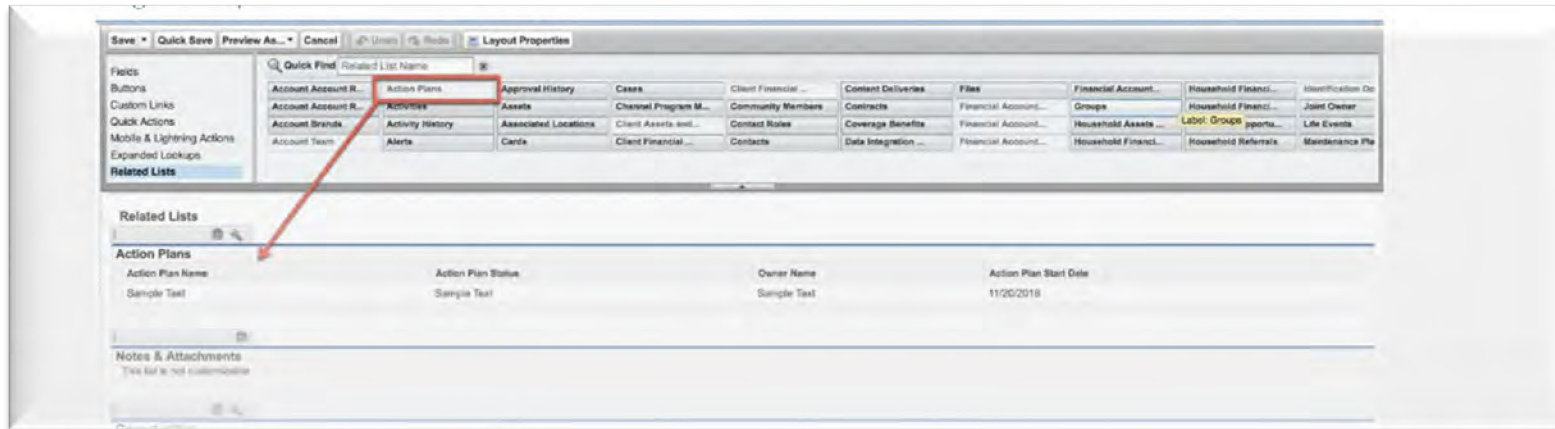 Save Quick Save Preview As... Cancel Undo Redo Layout Properties
Quick Find Related List Name
Fields
Buttons
Custom Links
Quick Actions
Mobile & Lightning Actions
Expanded Lookups
Related Lists
Account Account R... Action Plans Approval History Cases Client Financial ... Content Deliveries Files Financial Account... Household Financi... Identification Do
Account Account R... Activities Assets Channel Program M... Community Members Contracts Financial Account... Groups Household Financi... Joint Owner
Account Brands Activity History Associated Locations Client Assets and... Contact Roles Coverage Benefits Financial Account... Household Assets ... pportu... Life Events
Label: Groups
Account Team Alerts Cards Client Financial ... Contacts Data Integration ... Financial Account... Household Financi... Household Referrals Maintenance Pla
Related Lists
Action Plans
Action Plan Name Action Plan Status Owner Name Action Plan Start Date
Sample Text Sample Text Sample Text 11/20/2018
Notes & Attachments
This list is not customizable